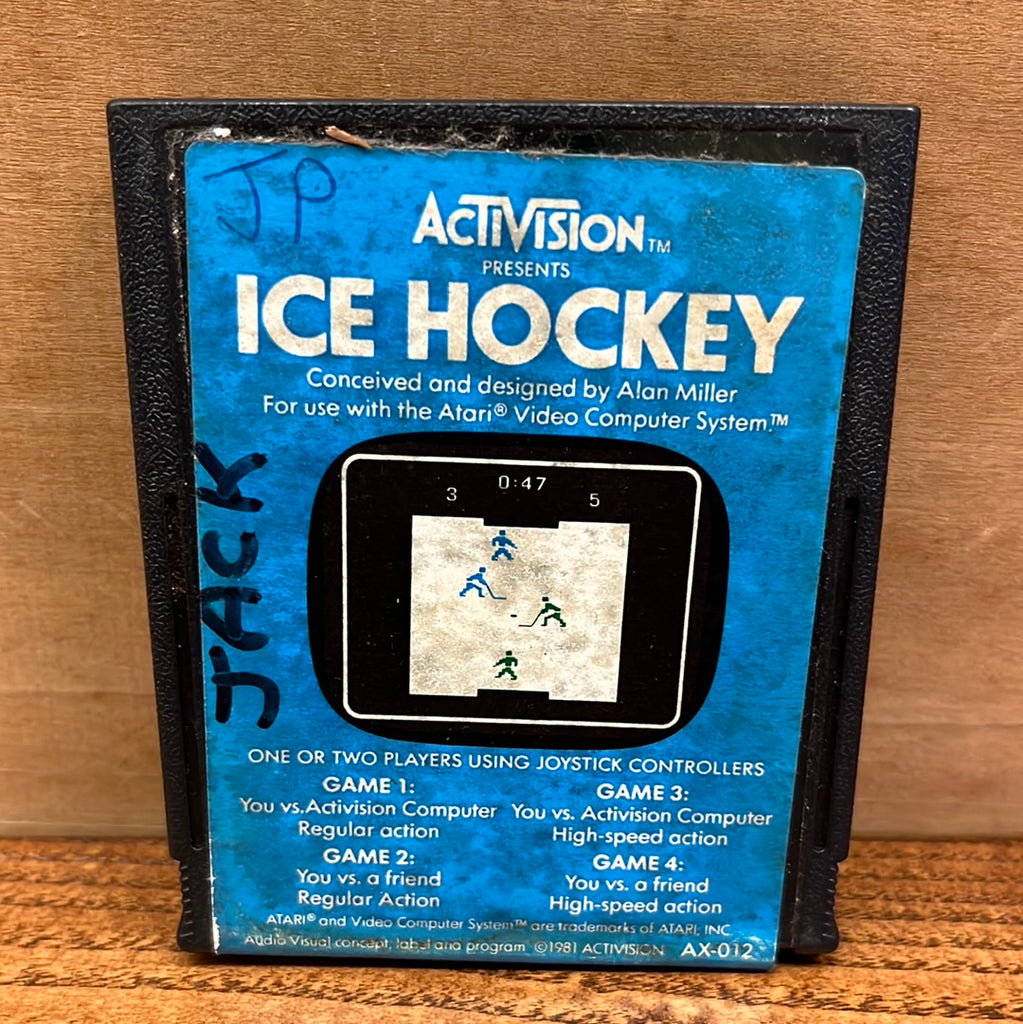 JP
ACTIVISION™
PRESENTS
ICE HOCKEY
Conceived and designed by Alan Miller
For use with the Atari® Video Computer System.™
JACK
0:47
3 5
ONE OR TWO PLAYERS USING JOYSTICK CONTROLLERS
GAME 1:
You vs. Activision Computer
Regular action
GAME 2:
You vs. a friend
Regular Action
GAME 3:
You vs. Activision Computer
High-speed action
GAME 4:
You vs. a friend
High-speed action
ATARI® and Video Computer System™ are trademarks of ATARI, INC.
Audio Visual concept, label and program ©1981 ACTIVISION AX-012